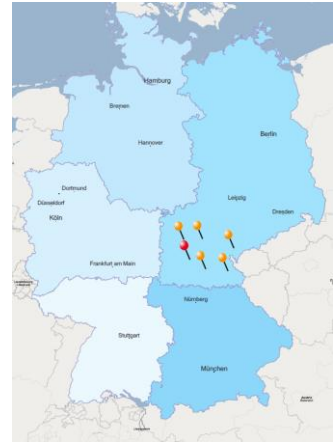 Hamburg
Bremen
Hannover
Berlin
Dortmund
Düsseldorf
Köln
Leipzig
Dresden
Frankfurt am Main
Nürnberg
Stuttgart
München